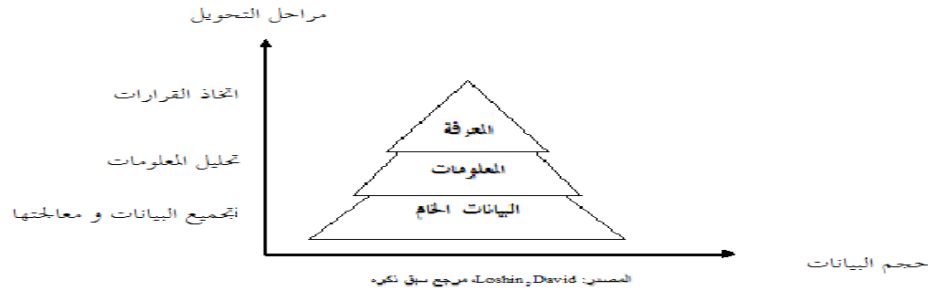 مراحل التحويل
اتخاذ القرارات
المعرفة
تحليل المعلومات
المعلومات
تجميع البيانات و معالجتها
البيانات الخام
حجم البيانات
المصدر: Loshin, David، مرجع سبق ذكره